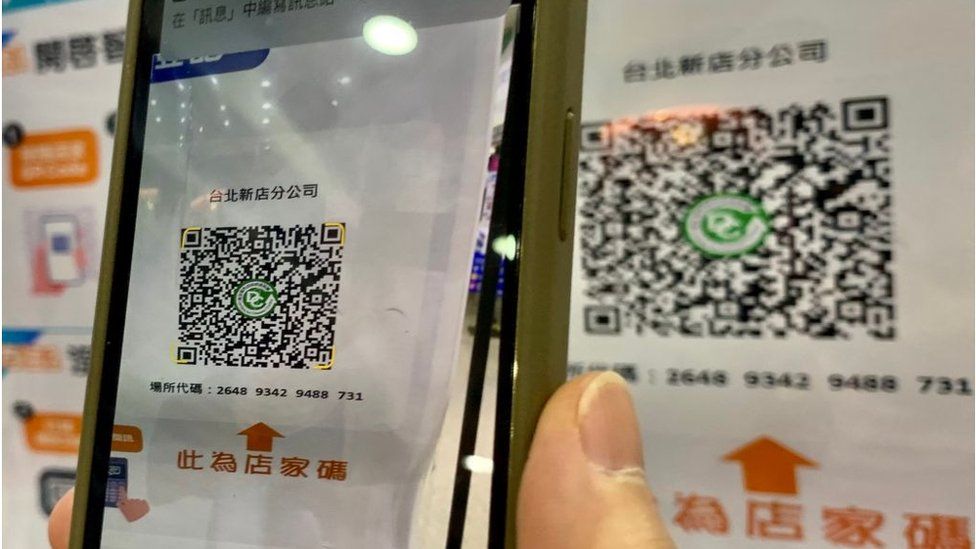 在「訊息」中編寫訊息給
台北新店分公司
場所代碼：2648 9342 9488 731
此為店家碼
台北新店分公司
：2648 9342 9488 731
為店家碼